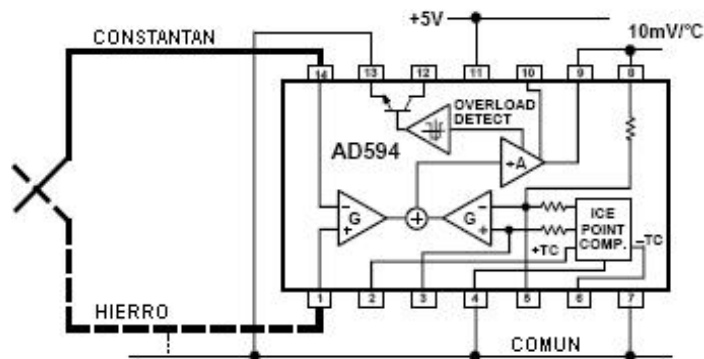 +5V
10mV/°C
CONSTANTAN
14 13 12 11 10 9 8
OVERLOAD
DETECT
AD594
+A
- G +
- G +
ICE
POINT
COMP.
+TC
-TC
1 2 3 4 5 6 7
HIERRO
COMUN